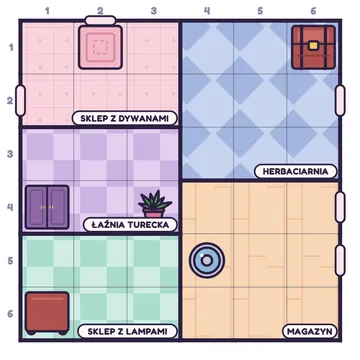 1 2 3 4 5 6
1
2
SKLEP Z DYWANAMI
3
HERBACIARNIA
4
ŁAŹNIA TURECKA
5
6
SKLEP Z LAMPAMI
MAGAZYN